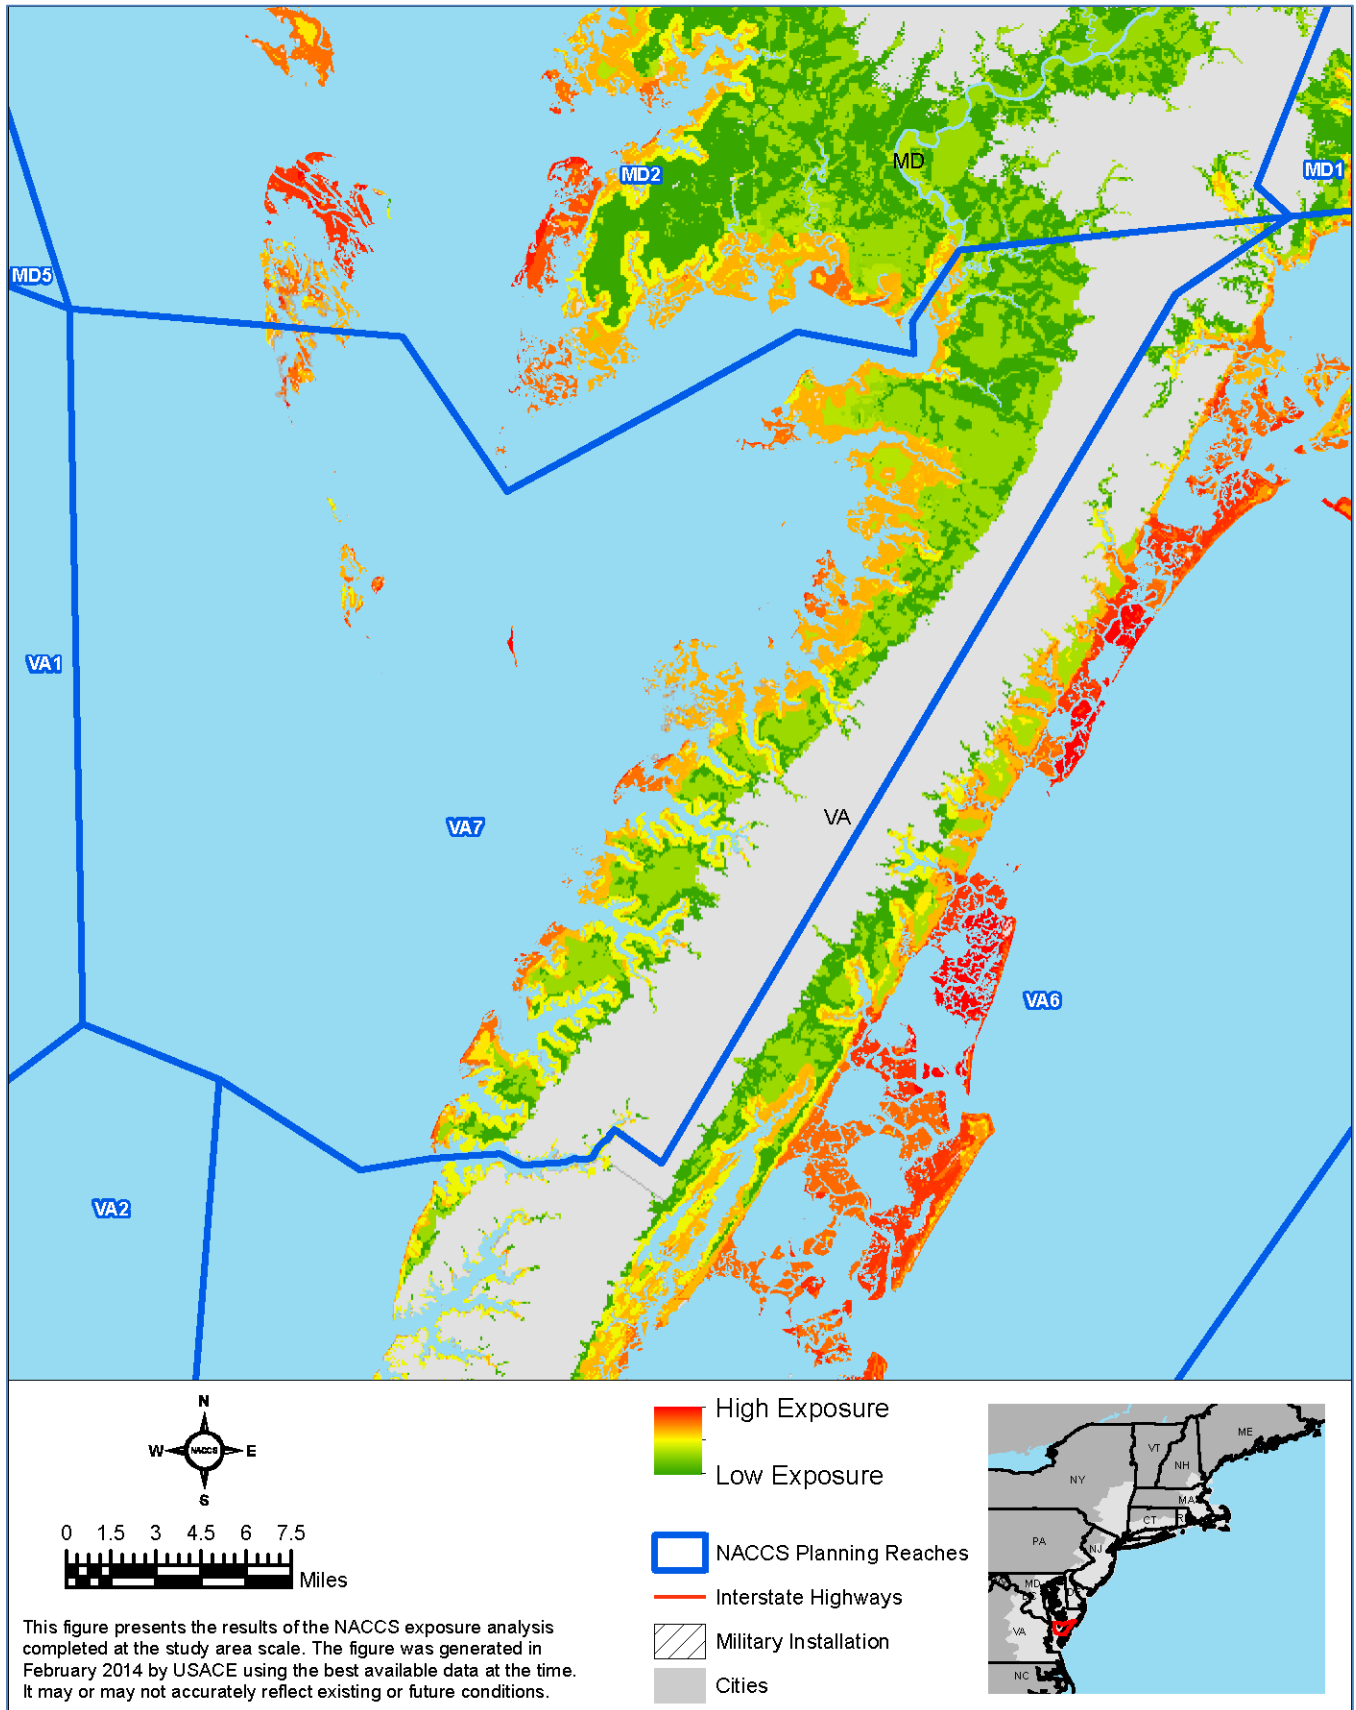 MD
MD2
MD1
MD5
VA1
VA
VA7
VA6
VA2
N
W
NACCS
E
S
0 1.5 3 4.5 6 7.5
Miles
This figure presents the results of the NACCS exposure analysis
completed at the study area scale. The figure was generated in
February 2014 by USACE using the best available data at the time.
It may or may not accurately reflect existing or future conditions.
High Exposure
Low Exposure
NACCS Planning Reaches
Interstate Highways
Military Installation
Cities
ME
VT
NH
NY
MA
CT
PA
NJ
MD
VA
NC